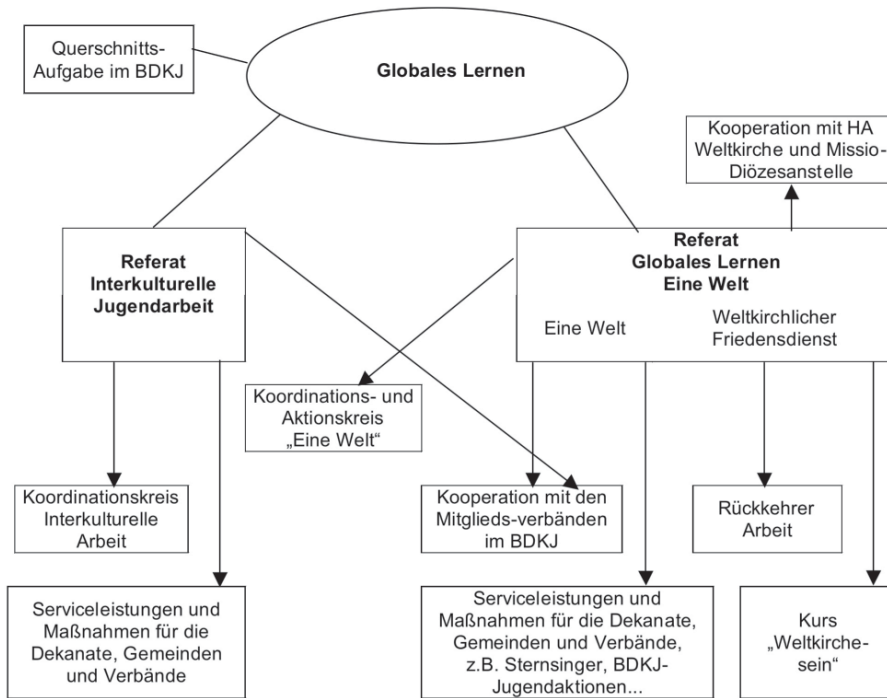 Querschnitts-
Aufgabe im BDKJ
Globales Lernen
Kooperation mit HA
Weltkirche und Missio-
Diözesanstelle
Referat
Interkulturelle
Jugendarbeit
Referat
Globales Lernen
Eine Welt
Eine Welt
Weltkirchlicher
Friedensdienst
Koordinations- und
Aktionskreis
„Eine Welt“
Koordinationskreis
Interkulturelle
Arbeit
Kooperation mit den
Mitglieds-verbänden
im BDKJ
Rückkehrer
Arbeit
Serviceleistungen und
Maßnahmen für die
Dekanate, Gemeinden
und Verbände
Serviceleistungen und
Maßnahmen für die Dekanate,
Gemeinden und Verbände,
z.B. Sternsinger, BDKJ-
Jugendaktionen...
Kurs
„Weltkirche-
sein“